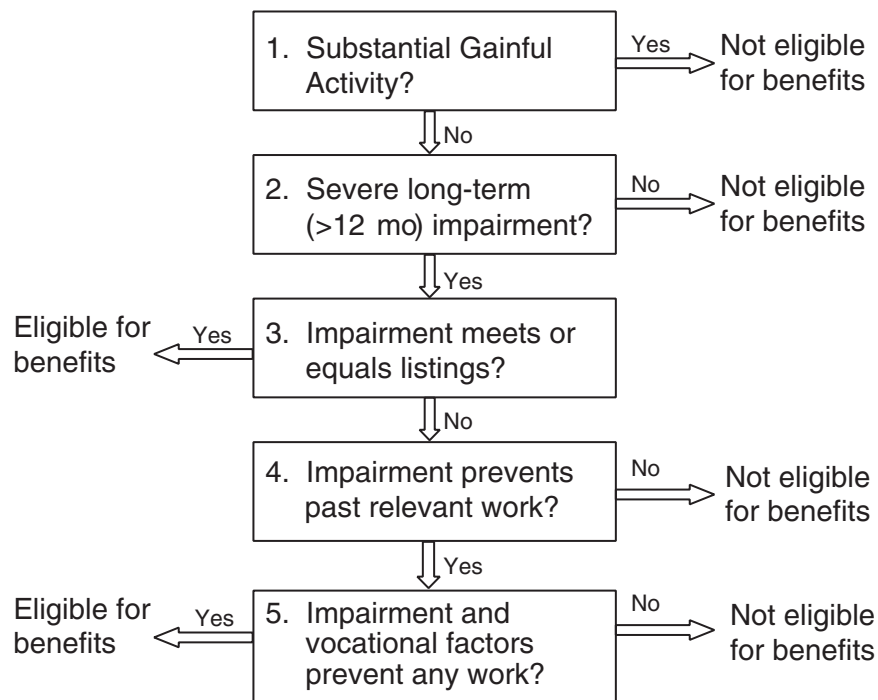 1. Substantial Gainful
Activity?
Yes
Not eligible
for benefits
No
2. Severe long-term
(>12 mo) impairment?
No
Not eligible
for benefits
Yes
Eligible for
benefits
Yes
3. Impairment meets or
equals listings?
No
4. Impairment prevents
past relevant work?
No
Not eligible
for benefits
Yes
Eligible for
benefits
Yes
5. Impairment and
vocational factors
prevent any work?
No
Not eligible
for benefits